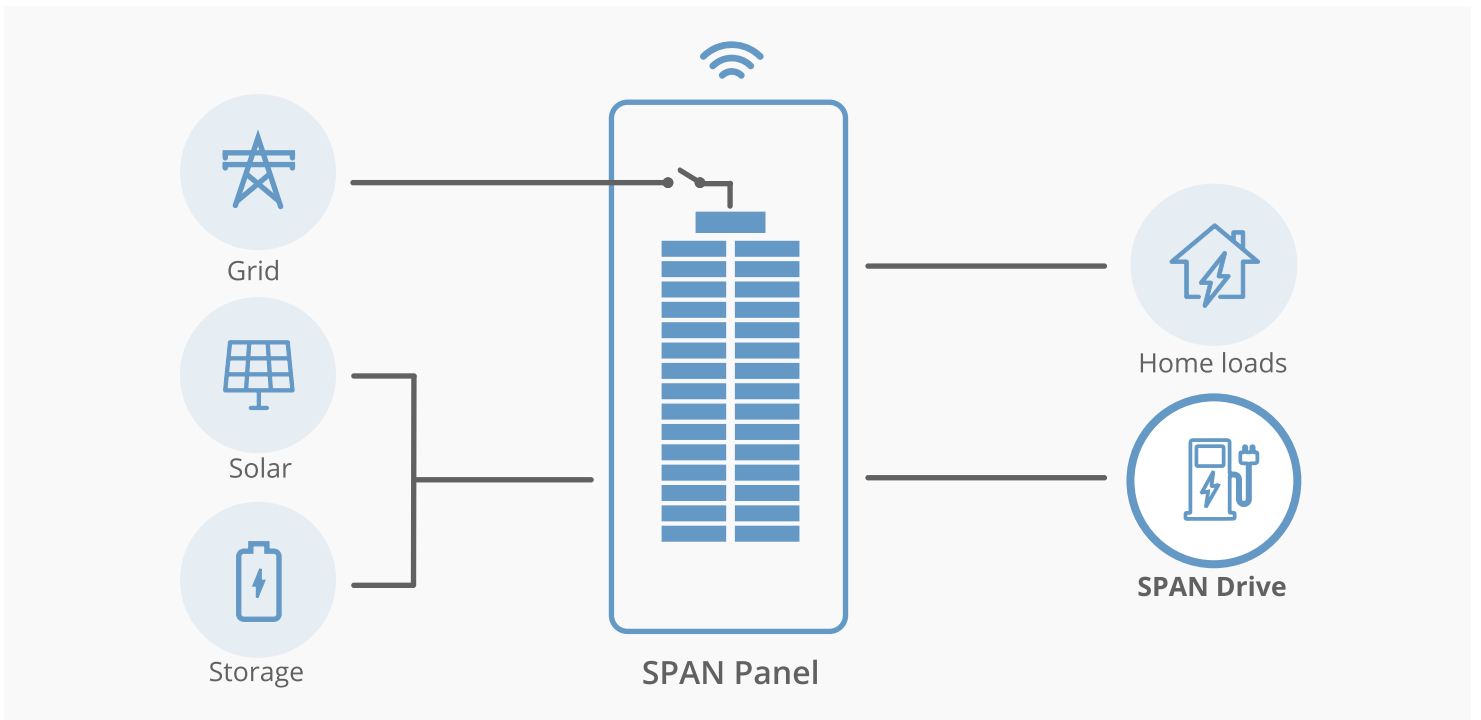 Grid
Solar
Storage
SPAN Panel
Home loads
SPAN Drive